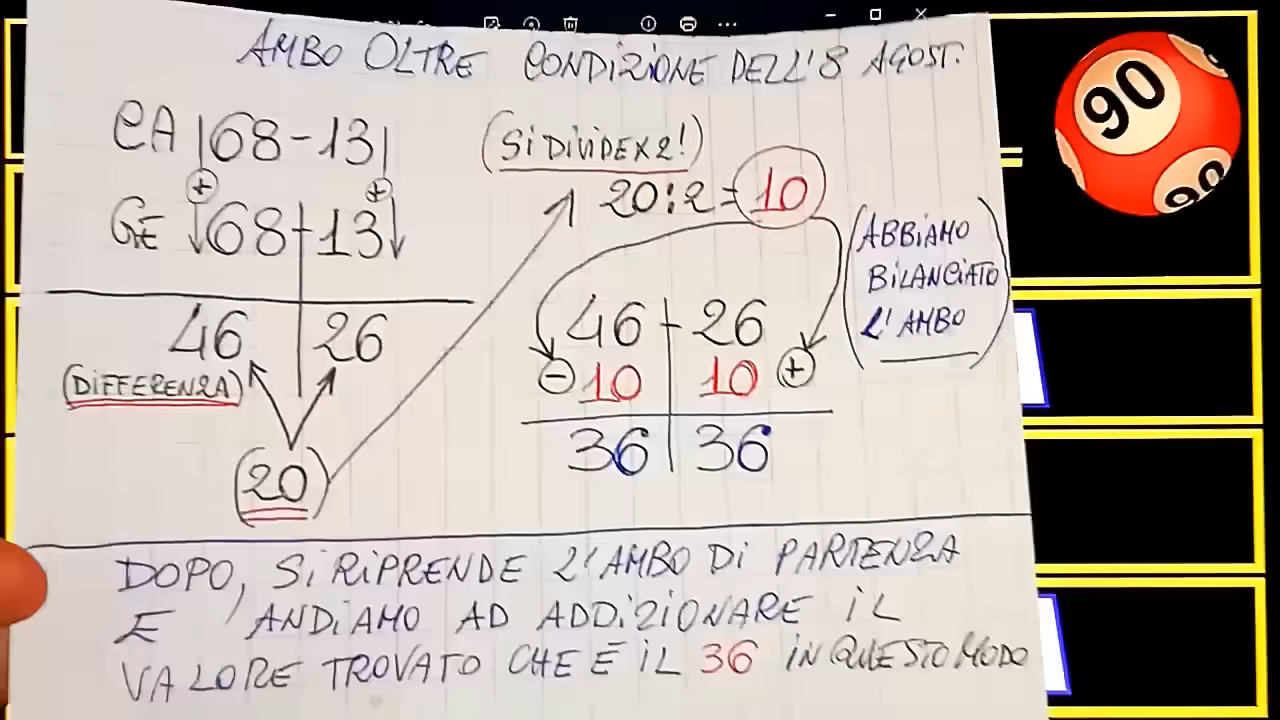 AMBO OLTRE CONDIZIONE DELL'8 AGOST.
CA |68-13|
+ +
GE 68+13
46 | 26
(DIFFERENZA)
(20)
(SI DIVIDE X 2!)
20:2=10
46+26
-10 10+
36 | 36
(ABBIAMO
BILANCIATO
L'AMBO)
DOPO, SI RIPRENDE L'AMBO DI PARTENZA
E ANDIAMO AD ADDIZIONARE IL
VALORE TROVATO CHE È IL 36 IN QUESTO MODO
90
90